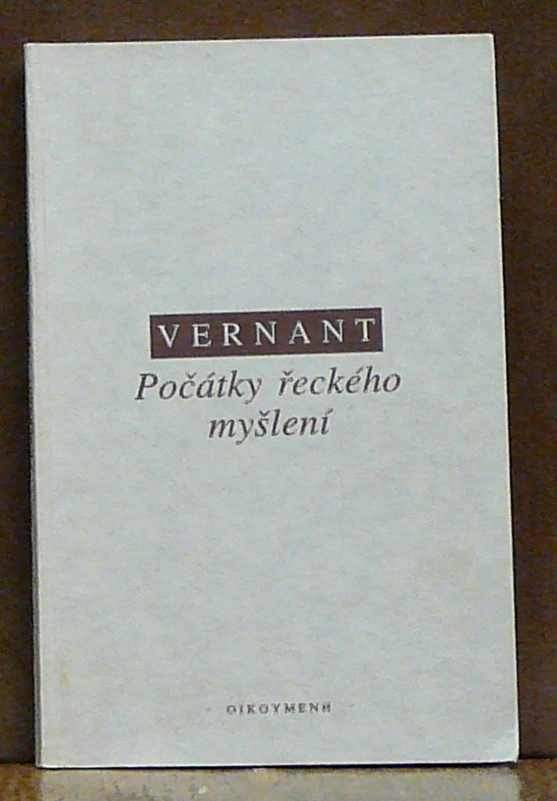 VERNANT
Počátky řeckého
myšlení
OIKOYMENH